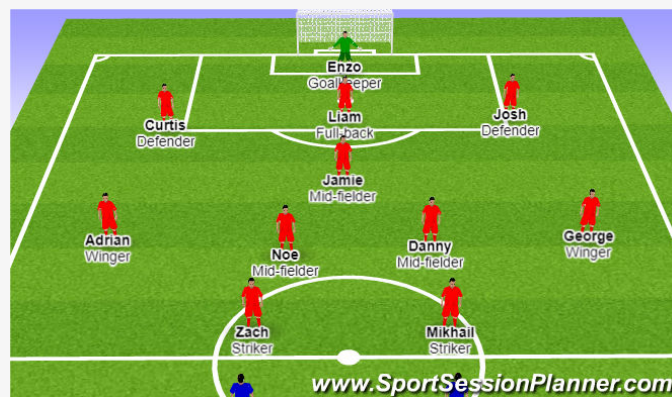 Enzo
Goalkeeper
Liam
Full-back
Curtis
Defender
Josh
Defender
Jamie
Mid-fielder
Adrian
Winger
Noe
Mid-fielder
Danny
Mid-fielder
George
Winger
Zach
Striker
Mikhail
Striker
www.SportSessionPlanner.com